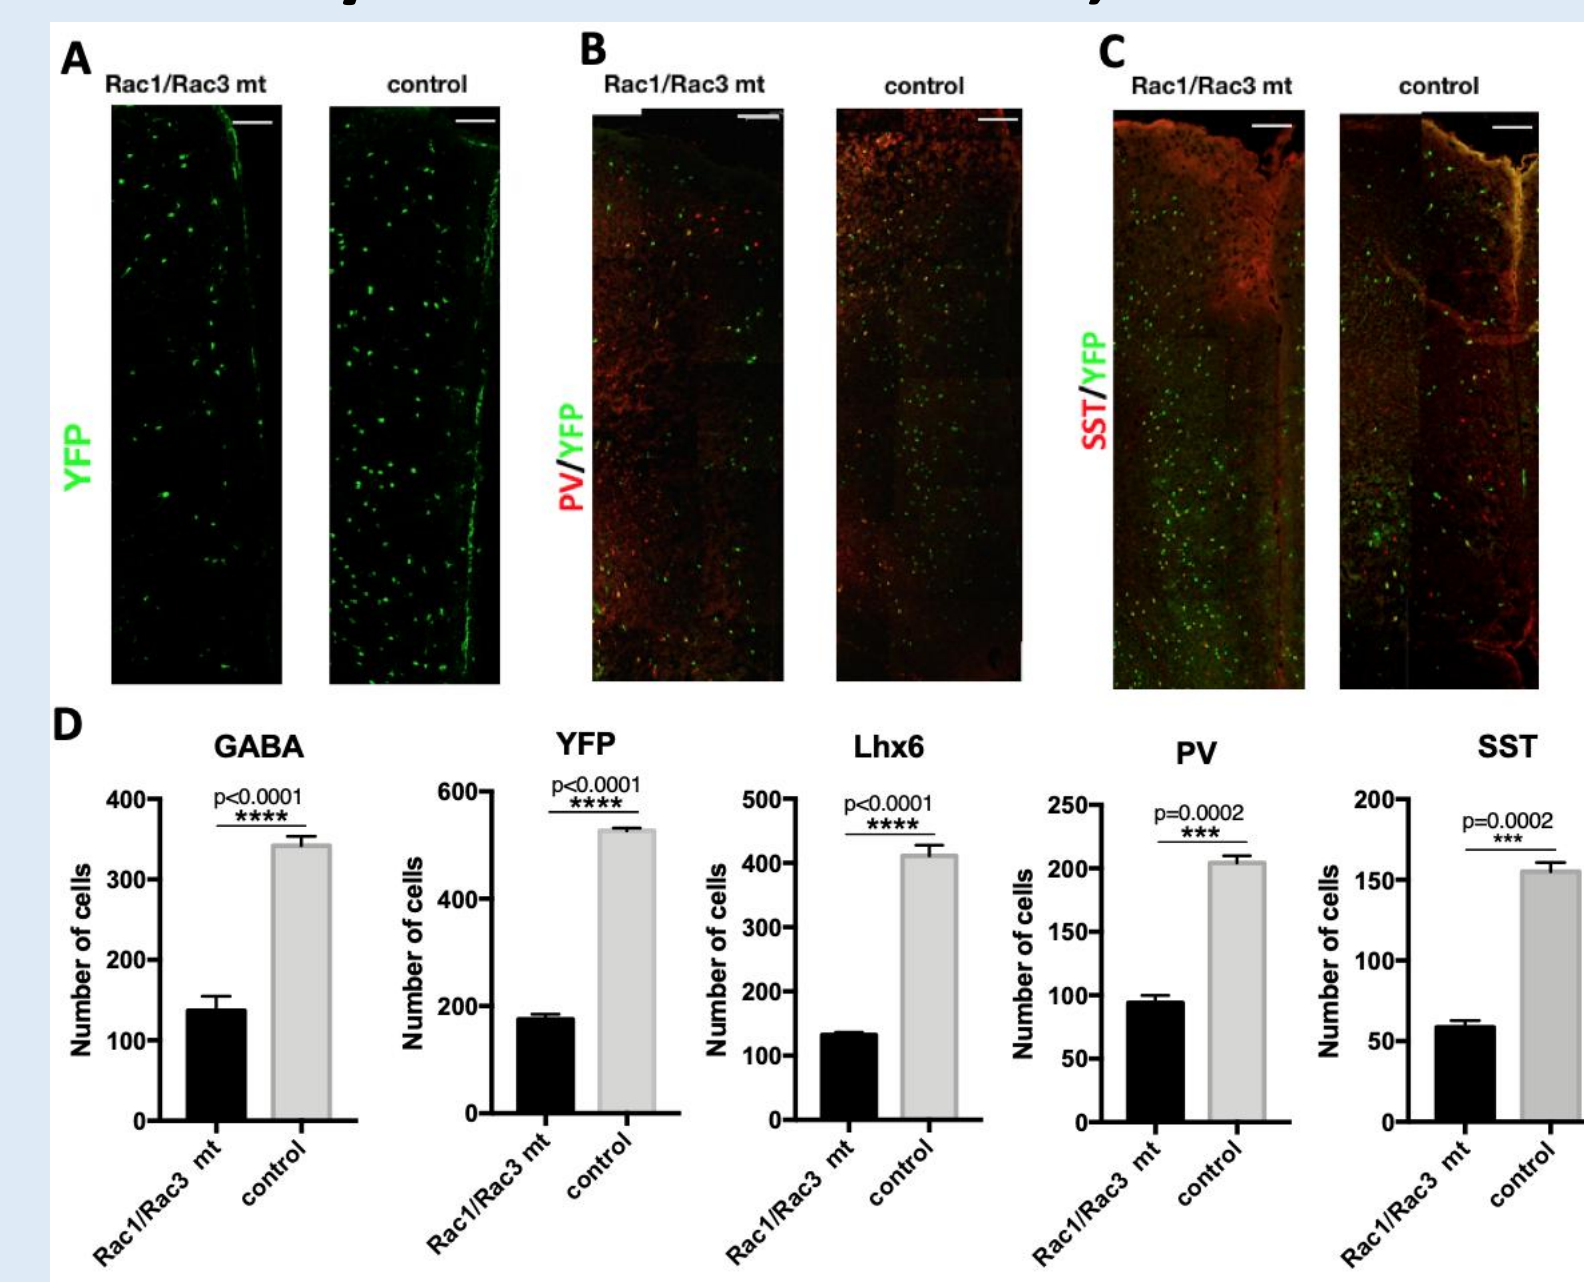 A
B
C
Rac1/Rac3 mt
control
Rac1/Rac3 mt
control
Rac1/Rac3 mt
control
YFP
PV/YFP
SST/YFP
D
GABA
p<0.0001
****
400
300
200
100
0
Number of cells
Rac1/Rac3 mt
control
YFP
p<0.0001
****
600
400
200
0
Number of cells
Rac1/Rac3 mt
control
Lhx6
p<0.0001
****
500
400
300
200
100
0
Number of cells
Rac1/Rac3 mt
control
PV
p=0.0002
***
250
200
150
100
50
0
Number of cells
Rac1/Rac3 mt
control
SST
p=0.0002
***
200
150
100
50
0
Number of cells
Rac1/Rac3 mt
control